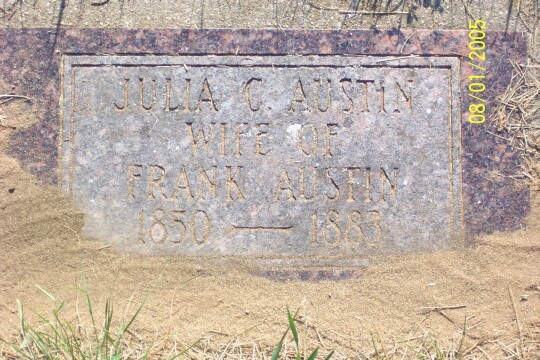 JULIA C. AUSTIN
WIFE OF
FRANK AUSTIN
1850 — 1883
08/01/2005